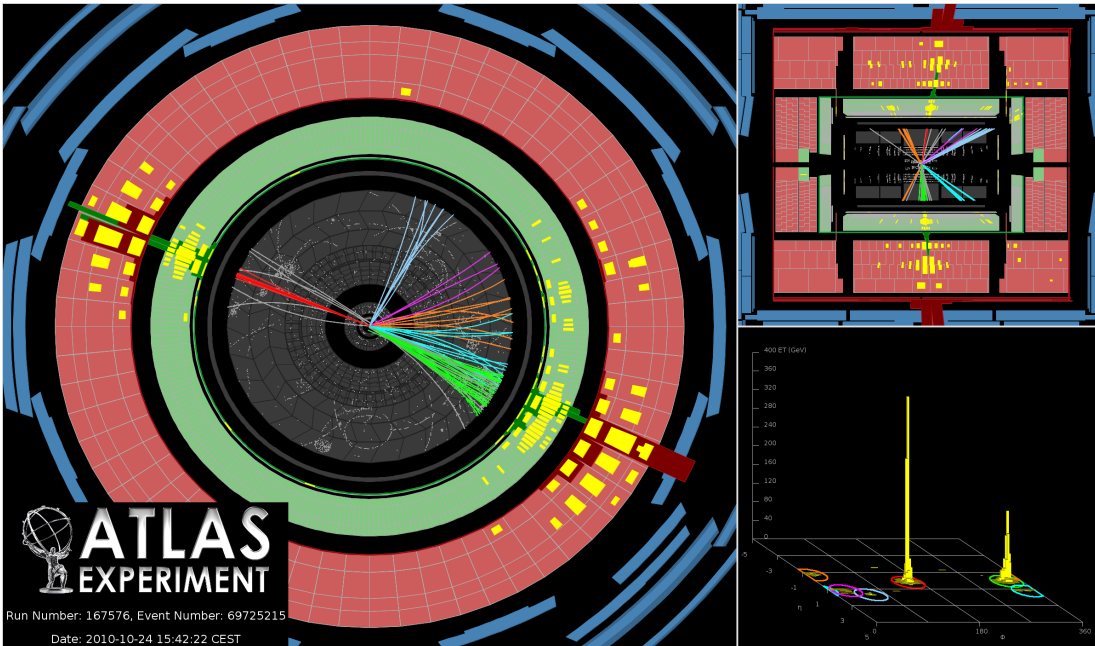 ATLAS
EXPERIMENT
Run Number: 167576, Event Number: 69725215
Date: 2010-10-24 15:42:22 CEST
400 ET (GeV)
360
320
280
240
200
160
120
80
40
0
-5
-3
-1
η
1
3
5
0
180
Φ
360